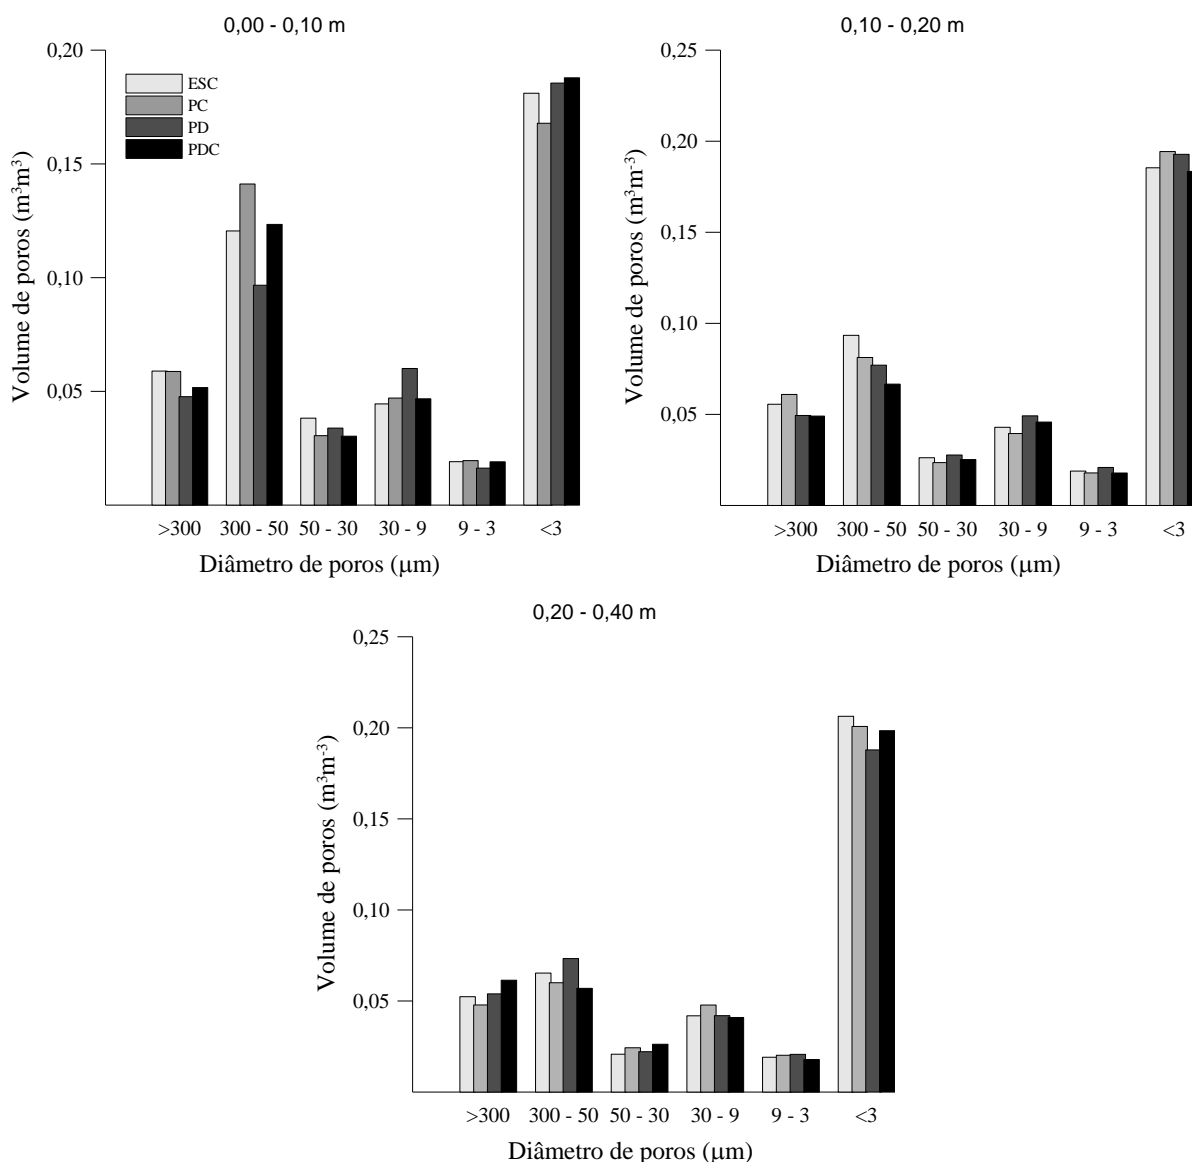 0,00 - 0,10 m
0,20
0,15
0,10
0,05
Volume de poros (m³m³)
ESC
PC
PD
PDC
>300 300 - 50 50 - 30 30 - 9 9 - 3 <3
Diâmetro de poros (μm)
0,10 - 0,20 m
0,25
0,20
0,15
0,10
0,05
Volume de poros (m³m⁻³)
>300 300 - 50 50 - 30 30 - 9 9 - 3 <3
Diâmetro de poros (μm)
0,20 - 0,40 m
0,25
0,20
0,15
0,10
0,05
Volume de poros (m³m⁻³)
>300 300 - 50 50 - 30 30 - 9 9 - 3 <3
Diâmetro de poros (μm)